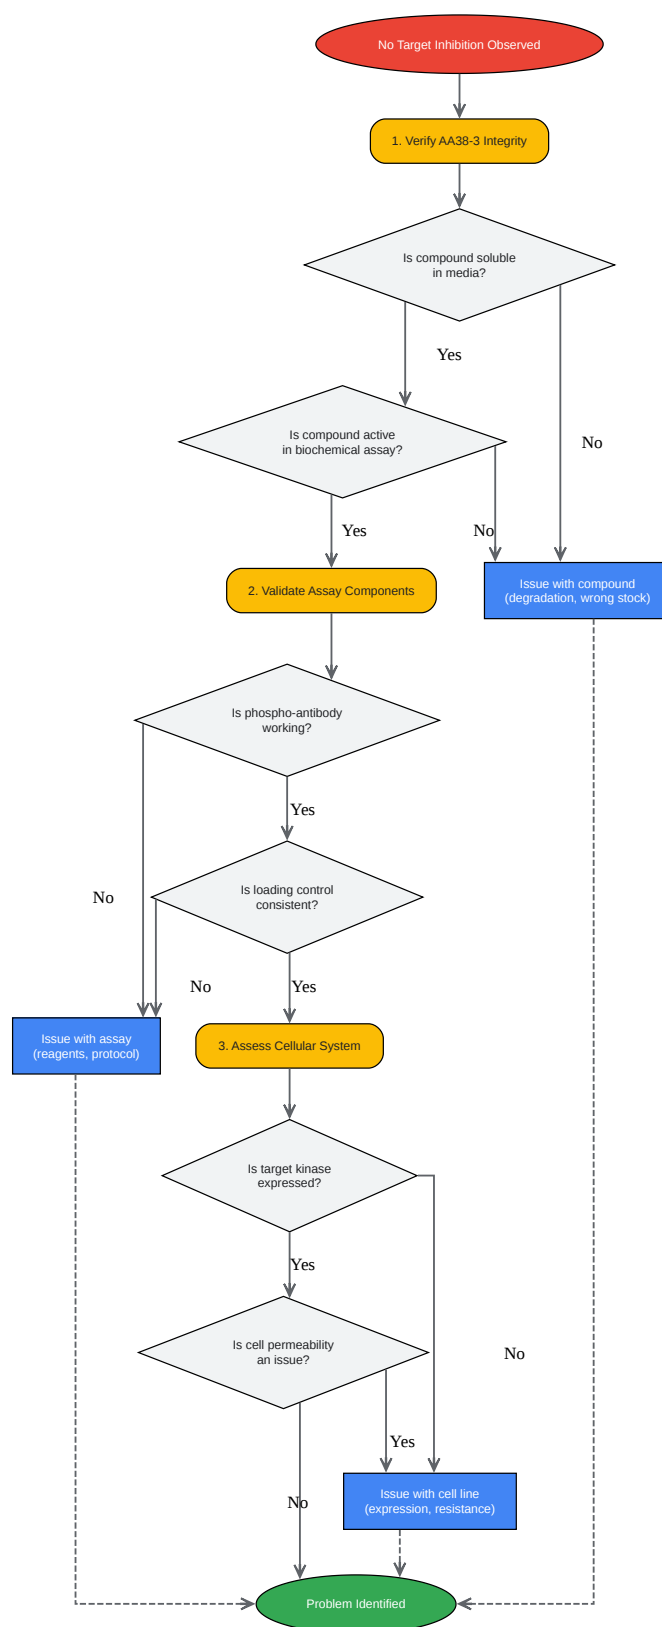 No Target Inhibition Observed
1. Verify AA38-3 Integrity
Is compound soluble
in media?
Yes
Is compound active
in biochemical assay?
No
Yes
No
2. Validate Assay Components
Issue with compound
(degradation, wrong stock)
Is phospho-antibody
working?
Yes
Is loading control
consistent?
No
No
Yes
Issue with assay
(reagents, protocol)
3. Assess Cellular System
Is target kinase
expressed?
Yes
Is cell permeability
an issue?
No
Yes
No
Issue with cell line
(expression, resistance)
Problem Identified